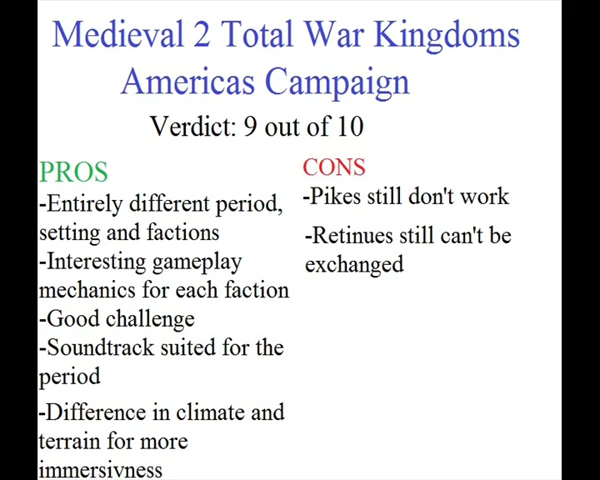 Medieval 2 Total War Kingdoms
Americas Campaign
Verdict: 9 out of 10
PROS
-Entirely different period,
setting and factions
-Interesting gameplay
mechanics for each faction
-Good challenge
-Soundtrack suited for the
period
-Difference in climate and
terrain for more
immersivness
CONS
-Pikes still don't work
-Retinues still can't be
exchanged